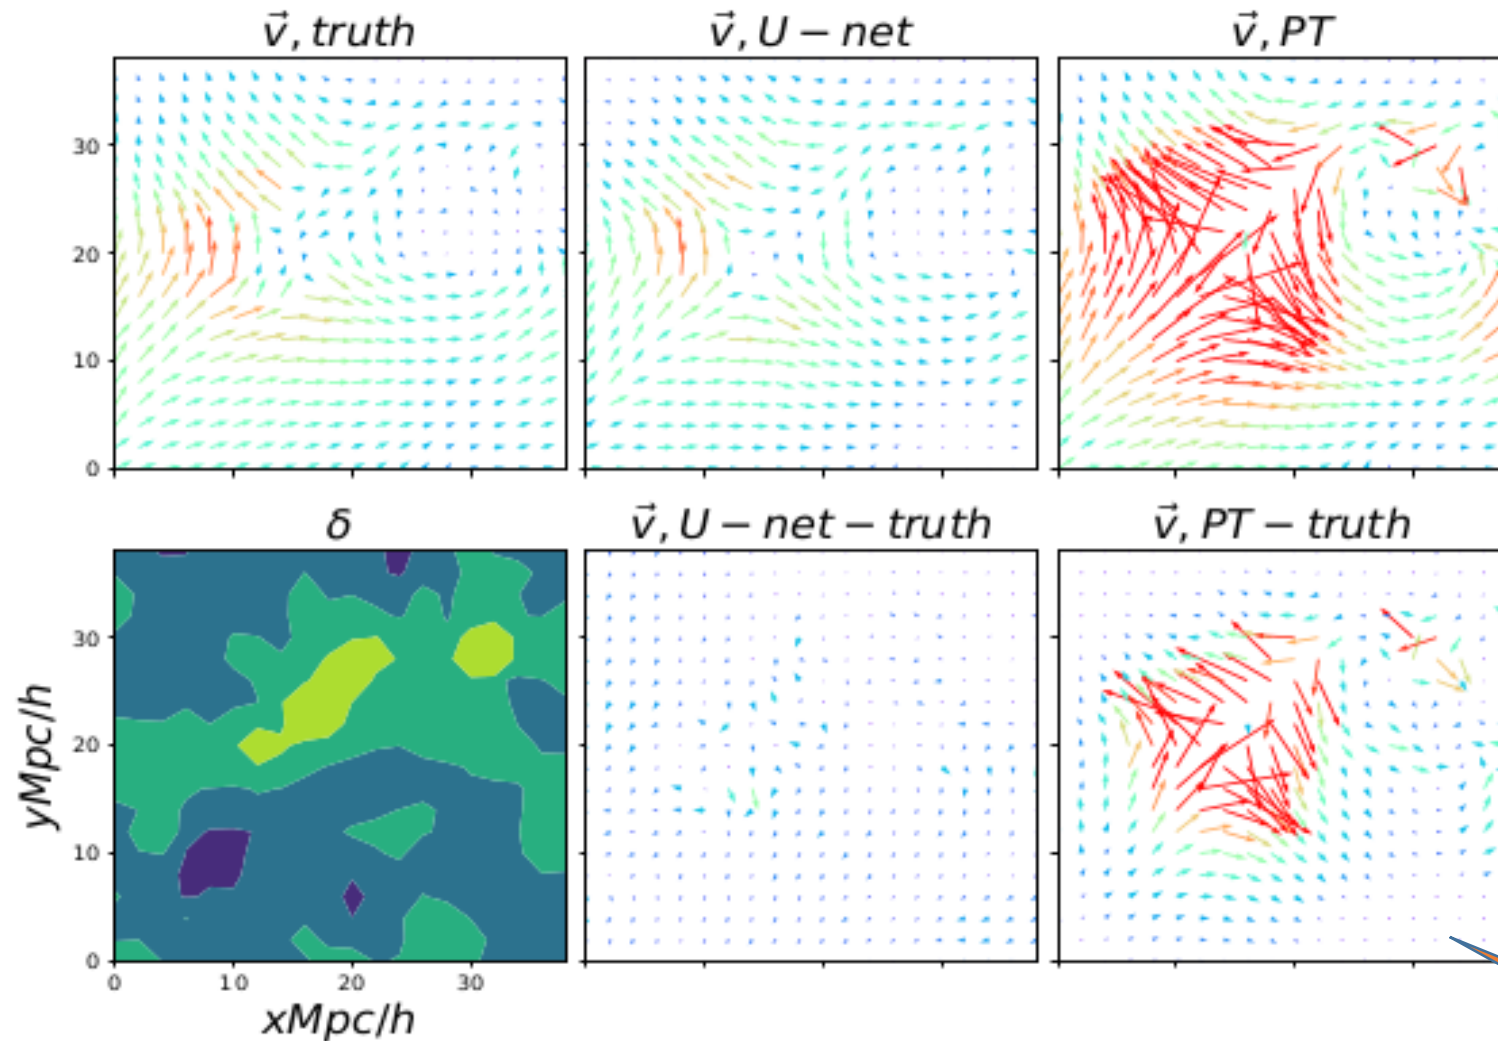 v⃗, truth
v⃗, U − net
v⃗, PT
30
20
10
0
δ
v⃗, U − net − truth
v⃗, PT − truth
yMpc/h
30
20
10
0
0 10 20 30
xMpc/h